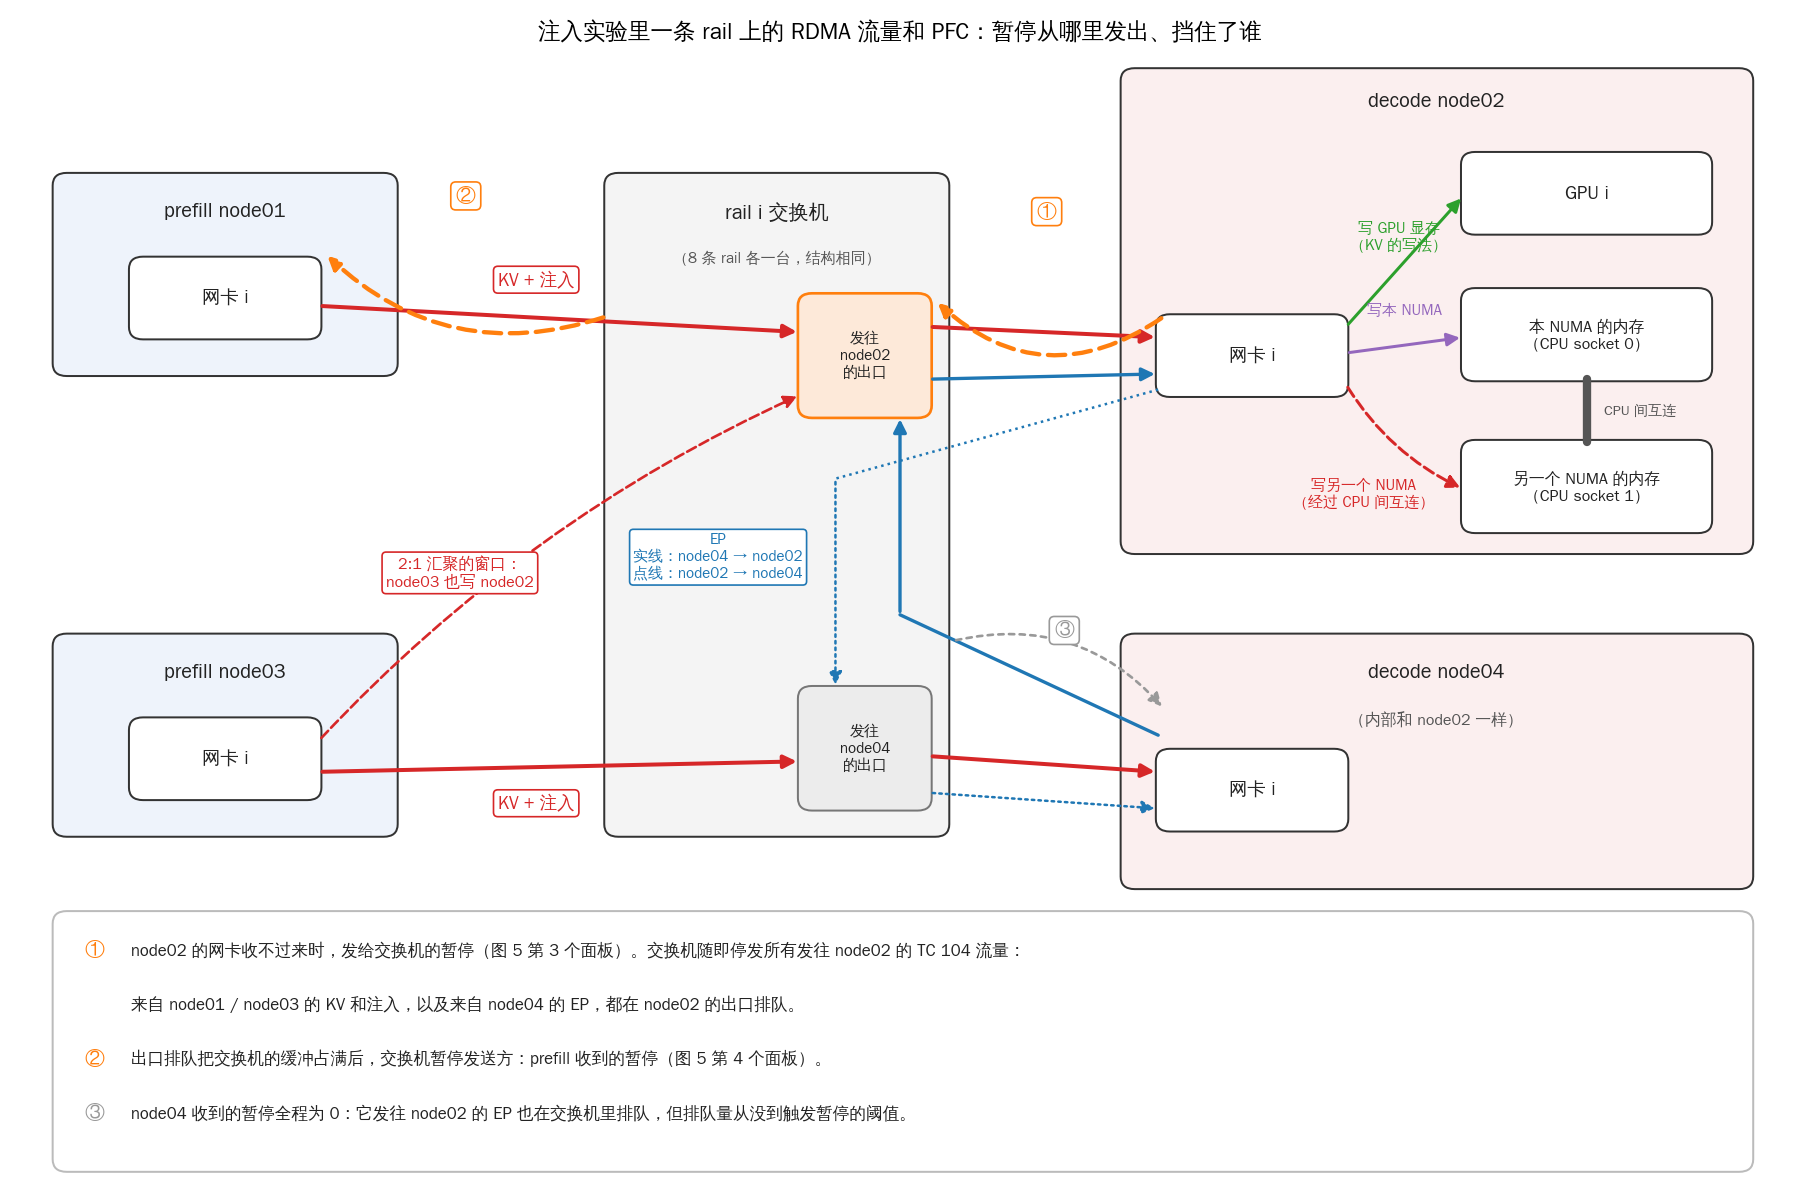 注入实验里一条 rail 上的 RDMA 流量和 PFC：暂停从哪里发出、挡住了谁
prefill node01
网卡 i
②
KV + 注入
rail i 交换机
（8 条 rail 各一台，结构相同）
发往
node02
的出口
①
decode node02
网卡 i
GPU i
写 GPU 显存
（KV 的写法）
写本 NUMA
本 NUMA 的内存
（CPU socket 0）
CPU 间互连
另一个 NUMA 的内存
（CPU socket 1）
写另一个 NUMA
（经过 CPU 间互连）
2:1 汇聚的窗口：
node03 也写 node02
EP
实线：node04 → node02
点线：node02 → node04
prefill node03
网卡 i
KV + 注入
发往
node04
的出口
③
decode node04
（内部和 node02 一样）
网卡 i
① node02 的网卡收不过来时，发给交换机的暂停（图 5 第 3 个面板）。交换机随即停发所有发往 node02 的 TC 104 流量：
来自 node01 / node03 的 KV 和注入，以及来自 node04 的 EP，都在 node02 的出口排队。
② 出口排队把交换机的缓冲占满后，交换机暂停发送方：prefill 收到的暂停（图 5 第 4 个面板）。
③ node04 收到的暂停全程为 0：它发往 node02 的 EP 也在交换机里排队，但排队量从没到触发暂停的阈值。